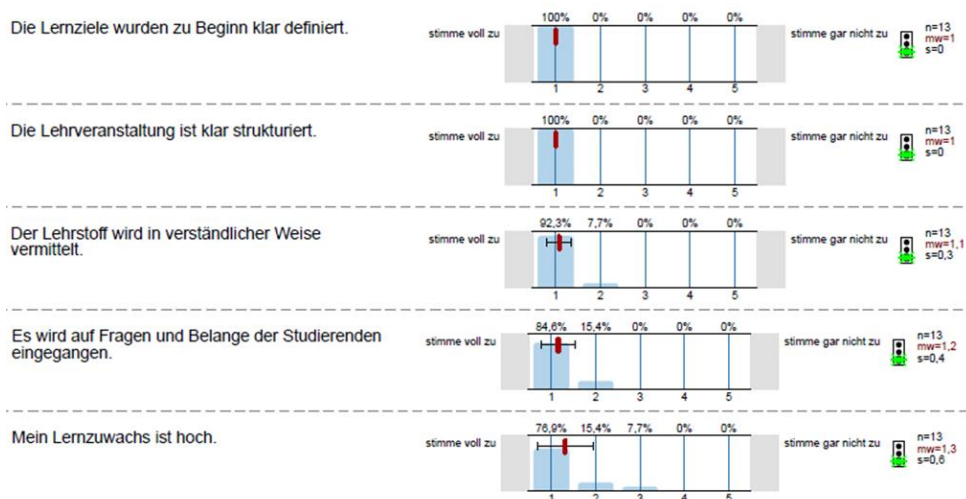 Die Lernziele wurden zu Beginn klar definiert.
stimme voll zu
100% 0% 0% 0% 0%
1 2 3 4 5
stimme gar nicht zu
n=13
mw=1
s=0
Die Lehrveranstaltung ist klar strukturiert.
stimme voll zu
100% 0% 0% 0% 0%
1 2 3 4 5
stimme gar nicht zu
n=13
mw=1
s=0
Der Lehrstoff wird in verständlicher Weise
vermittelt.
stimme voll zu
92,3% 7,7% 0% 0% 0%
1 2 3 4 5
stimme gar nicht zu
n=13
mw=1,1
s=0,3
Es wird auf Fragen und Belange der Studierenden
eingegangen.
stimme voll zu
84,6% 15,4% 0% 0% 0%
1 2 3 4 5
stimme gar nicht zu
n=13
mw=1,2
s=0,4
Mein Lernzuwachs ist hoch.
stimme voll zu
76,9% 15,4% 7,7% 0% 0%
1 2 3 4 5
stimme gar nicht zu
n=13
mw=1,3
s=0,6